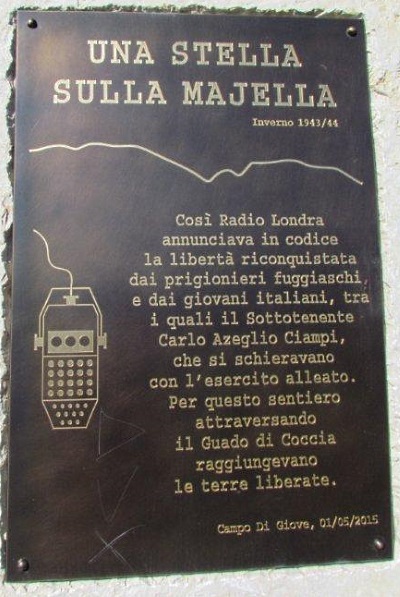 UNA STELLA
SULLA MAJELLA
Inverno 1943/44
Così Radio Londra
annunciava in codice
la libertà riconquistata
dai prigionieri fuggiaschi,
e dai giovani italiani, tra
i quali il Sottotenente
Carlo Azeglio Ciampi,
che si schieravano
con l'esercito alleato.
Per questo sentiero
attraversando
il Guado di Coccia
raggiungevano
le terre liberate.
Campo Di Giove, 01/05/2015